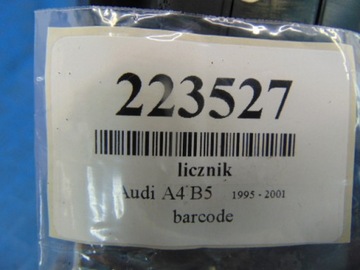 223527
licznik
Audi A4 B5 1995 - 2001
barcode